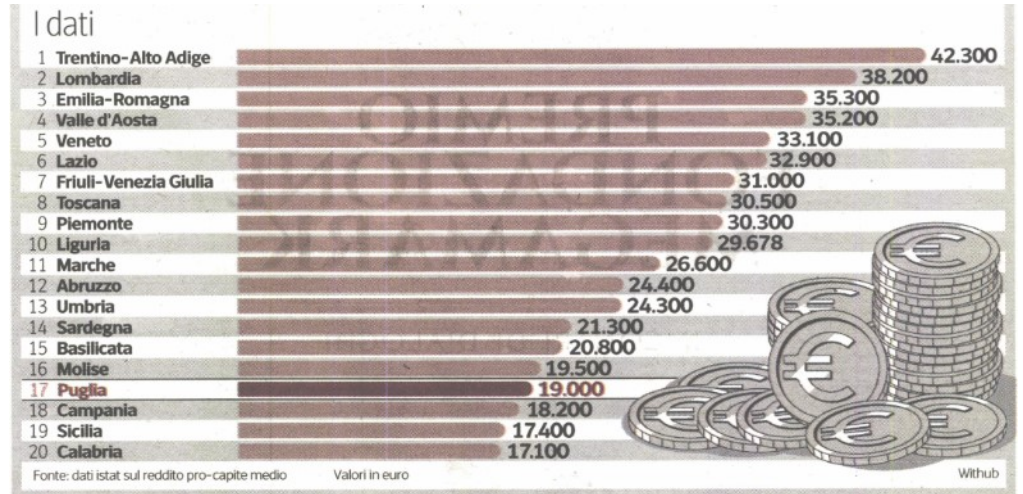 I dati
1 Trentino-Alto Adige 42.300
2 Lombardia 38.200
3 Emilia-Romagna 35.300
4 Valle d'Aosta 35.200
5 Veneto 33.100
6 Lazio 32.900
7 Friuli-Venezia Giulia 31.000
8 Toscana 30.500
9 Piemonte 30.300
10 Liguria 29.678
11 Marche 26.600
12 Abruzzo 24.400
13 Umbria 24.300
14 Sardegna 21.300
15 Basilicata 20.800
16 Molise 19.500
17 Puglia 19.000
18 Campania 18.200
19 Sicilia 17.400
20 Calabria 17.100
Fonte: dati istat sul reddito pro-capite medio Valori in euro Withub